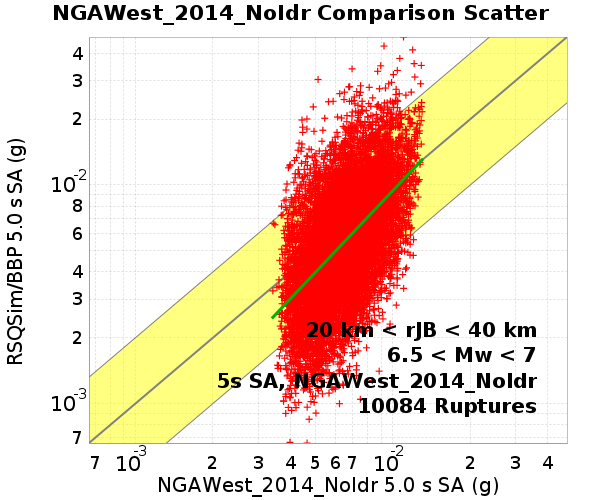 NGAWest_2014_NoIdr Comparison Scatter
RSQSim/BBP 5.0 s SA (g)
4
3
2
10⁻²
8
6
4
3
2
10⁻³
7
20 km < rJB < 40 km
6.5 < Mw < 7
5s SA, NGAWest_2014_NoIdr
10084 Ruptures
7 10⁻³ 2 3 4 5 6 7 10⁻² 2 3 4
NGAWest_2014_NoIdr 5.0 s SA (g)